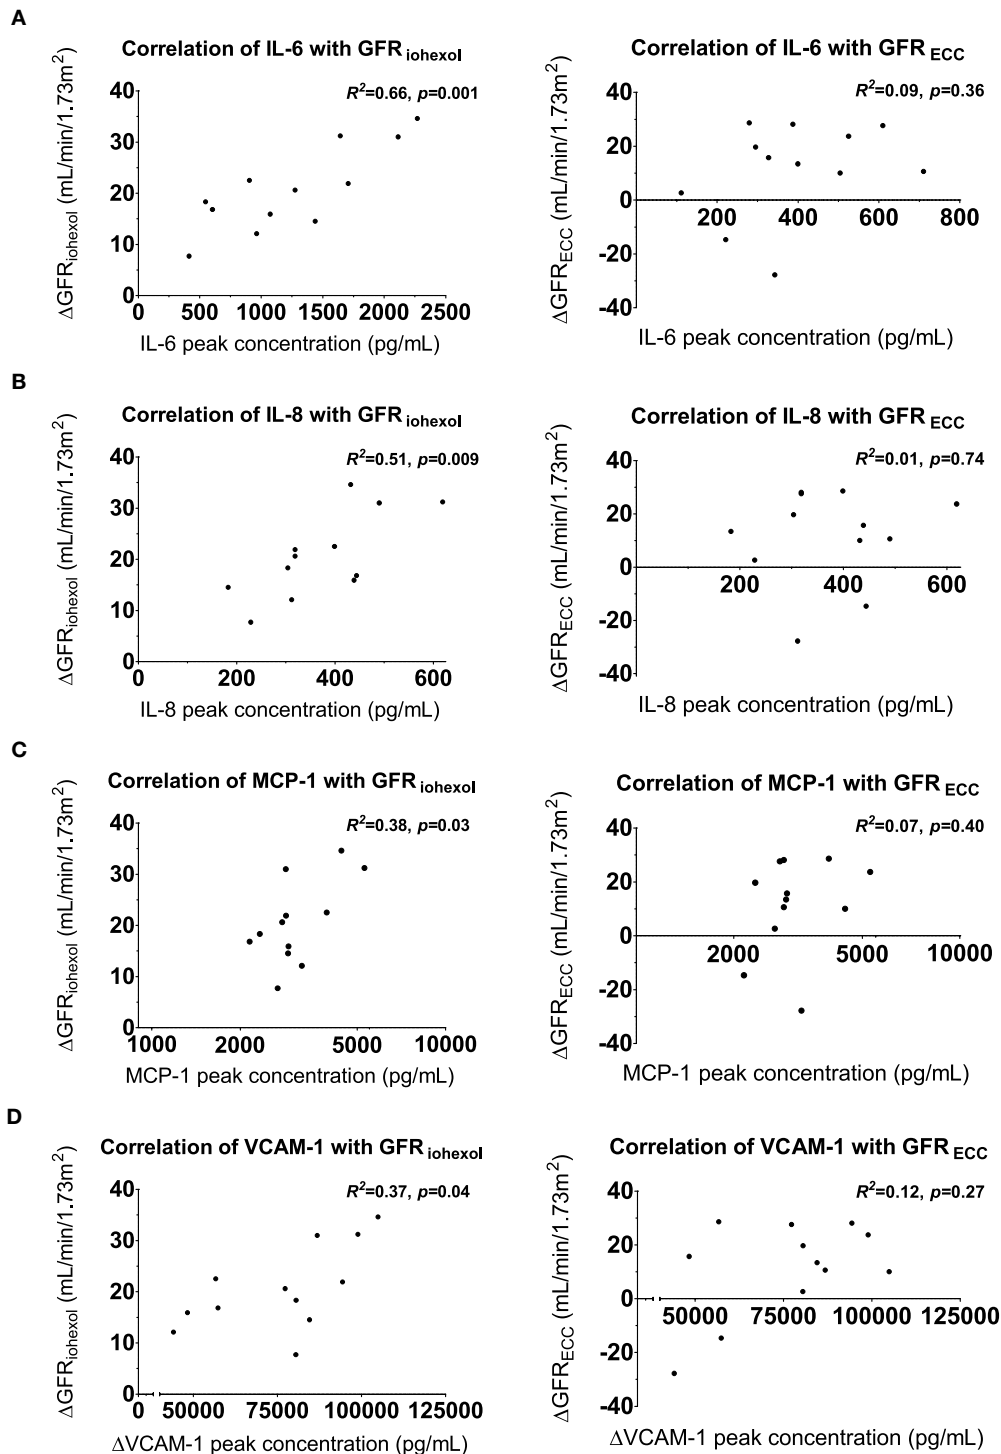 A
Correlation of IL-6 with GFR iohexol
R²=0.66, p=0.001
ΔGFRiohexol (mL/min/1.73m²)
40
30
20
10
0
0 500 1000 1500 2000 2500
IL-6 peak concentration (pg/mL)
Correlation of IL-6 with GFR ECC
R²=0.09, p=0.36
ΔGFRECC (mL/min/1.73m²)
40
20
0
-20
-40
200 400 600 800
IL-6 peak concentration (pg/mL)
B
Correlation of IL-8 with GFR iohexol
R²=0.51, p=0.009
ΔGFRiohexol (mL/min/1.73m²)
40
30
20
10
0
0 200 400 600
IL-8 peak concentration (pg/mL)
Correlation of IL-8 with GFR ECC
R²=0.01, p=0.74
ΔGFRECC (mL/min/1.73m²)
40
20
0
-20
-40
200 400 600
IL-8 peak concentration (pg/mL)
C
Correlation of MCP-1 with GFR iohexol
R²=0.38, p=0.03
ΔGFRiohexol (mL/min/1.73m²)
40
30
20
10
0
1000 2000 5000 10000
MCP-1 peak concentration (pg/mL)
Correlation of MCP-1 with GFR ECC
R²=0.07, p=0.40
ΔGFRECC (mL/min/1.73m²)
40
20
0
-20
-40
2000 5000 10000
MCP-1 peak concentration (pg/mL)
D
Correlation of VCAM-1 with GFR iohexol
R²=0.37, p=0.04
ΔGFRiohexol (mL/min/1.73m²)
40
30
20
10
0
0 50000 75000 100000 125000
ΔVCAM-1 peak concentration (pg/mL)
Correlation of VCAM-1 with GFR ECC
R²=0.12, p=0.27
ΔGFRECC (mL/min/1.73m²)
40
20
0
-20
-40
50000 75000 100000 125000
ΔVCAM-1 peak concentration (pg/mL)